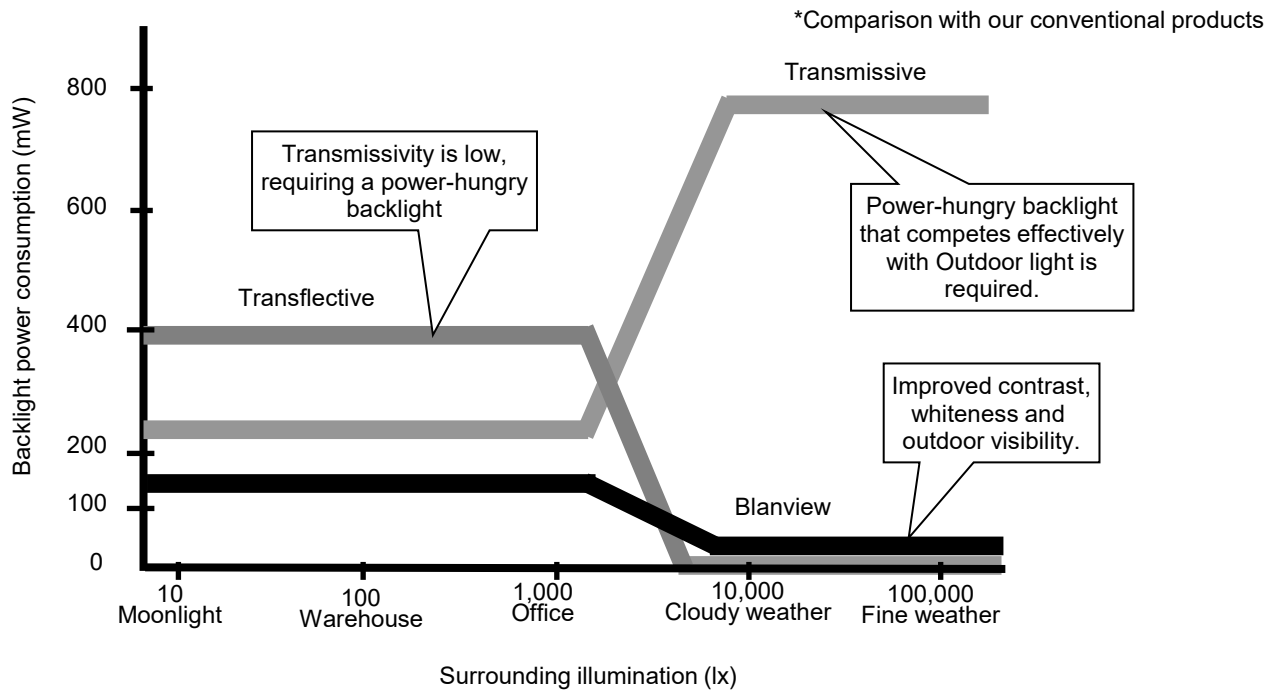 *Comparison with our conventional products
Transmissive
800
Transmissivity is low,
requiring a power-hungry
backlight
Power-hungry backlight
that competes effectively
with Outdoor light is
required.
600
Backlight power consumption (mW)
Transflective
400
Improved contrast,
whiteness and
outdoor visibility.
200
100
Blanview
0
10
Moonlight
100
Warehouse
1,000
Office
10,000
Cloudy weather
100,000
Fine weather
Surrounding illumination (lx)